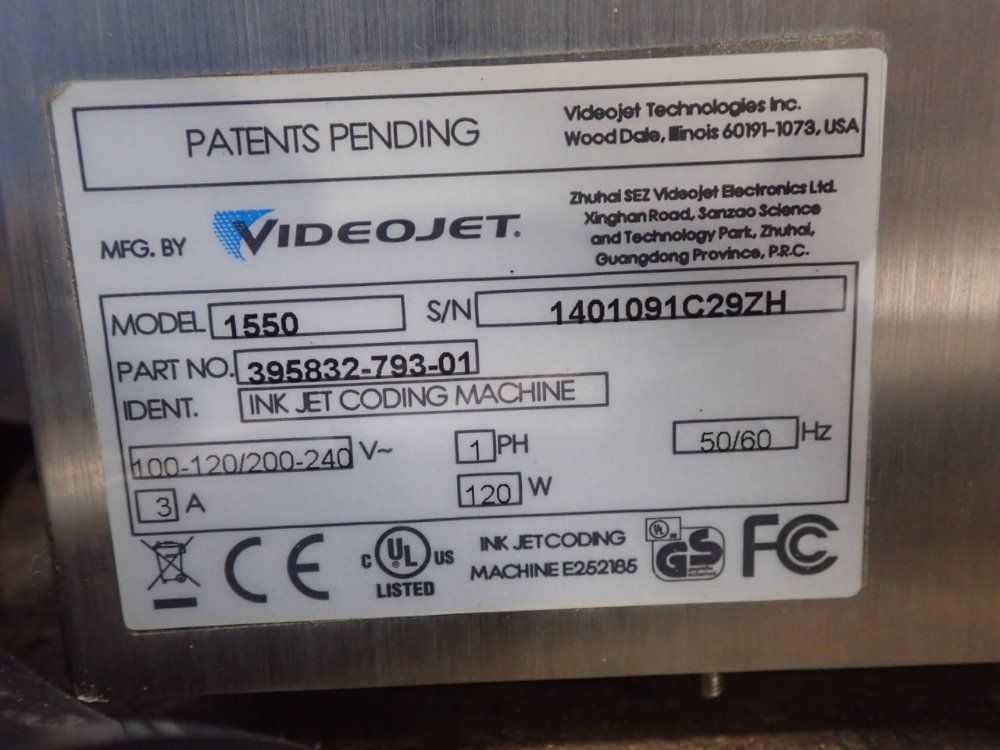 PATENTS PENDING
Videojet Technologies Inc.
Wood Dale, Illinois 60191-1073, USA
MFG. BY VIDEOJET.
Zhuhai SEZ Videojet Electronics Ltd.
Xinghan Road, Sanzao Science
and Technology Park, Zhuhai,
Guangdong Province, P.R.C.
MODEL 1550 S/N 1401091C29ZH
PART NO. 395832-793-01
IDENT. INK JET CODING MACHINE
100-120/200-240 V~ 1 PH 50/60 Hz
3 A 120 W
CE
C UL US
LISTED
INK JET CODING
MACHINE E252185
UL
GS
FC